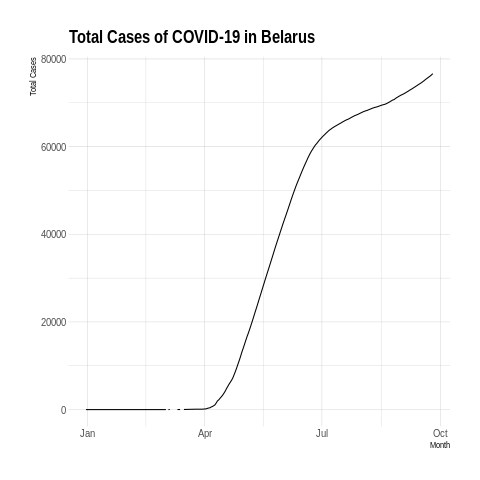 Total Cases of COVID-19 in Belarus
Total Cases
80000
60000
40000
20000
0
Jan Apr Jul Oct
Month